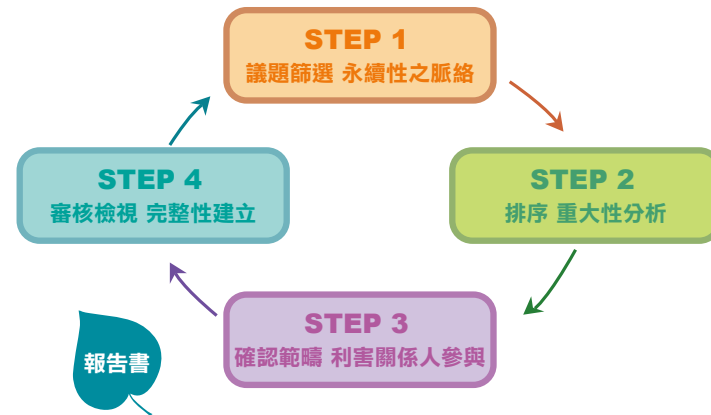 STEP 1
議題篩選 永續性之脈絡
STEP 2
排序 重大性分析
STEP 3
確認範疇 利害關係人參與
STEP 4
審核檢視 完整性建立
報告書